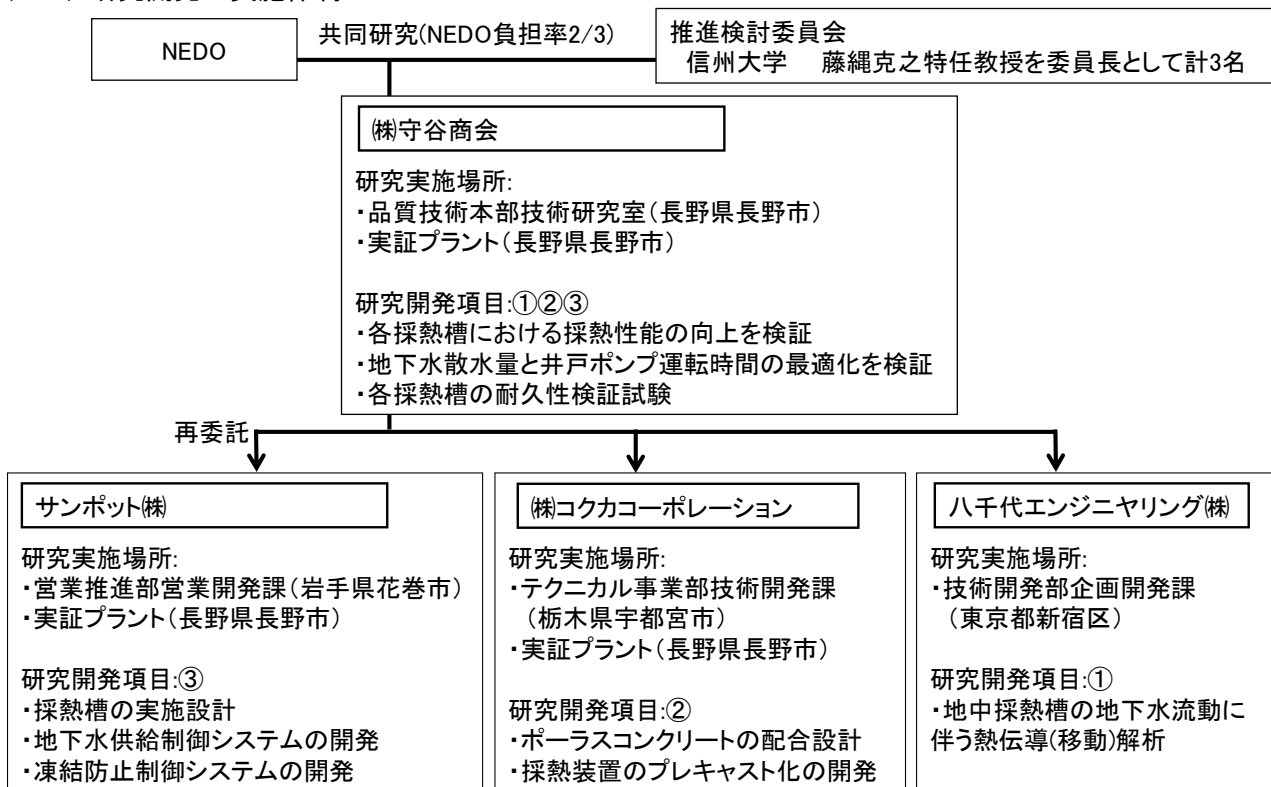 NEDO
共同研究(NEDO負担率2/3)
推進検討委員会
信州大学　藤縄克之特任教授を委員長として計3名
㈱守谷商会
研究実施場所:
・品質技術本部技術研究室（長野県長野市）
・実証プラント（長野県長野市）
研究開発項目:①②③
・各採熱槽における採熱性能の向上を検証
・地下水散水量と井戸ポンプ運転時間の最適化を検証
・各採熱槽の耐久性検証試験
再委託
サンポット㈱
研究実施場所:
・営業推進部営業開発課（岩手県花巻市）
・実証プラント（長野県長野市）
研究開発項目:③
・採熱槽の実施設計
・地下水供給制御システムの開発
・凍結防止制御システムの開発
㈱コクカコーポレーション
研究実施場所:
・テクニカル事業部技術開発課
（栃木県宇都宮市）
・実証プラント（長野県長野市）
研究開発項目:②
・ポーラスコンクリートの配合設計
・採熱装置のプレキャスト化の開発
八千代エンジニヤリング㈱
研究実施場所:
・技術開発部企画開発課
（東京都新宿区）
研究開発項目:①
・地中採熱槽の地下水流動に
伴う熱伝導(移動)解析